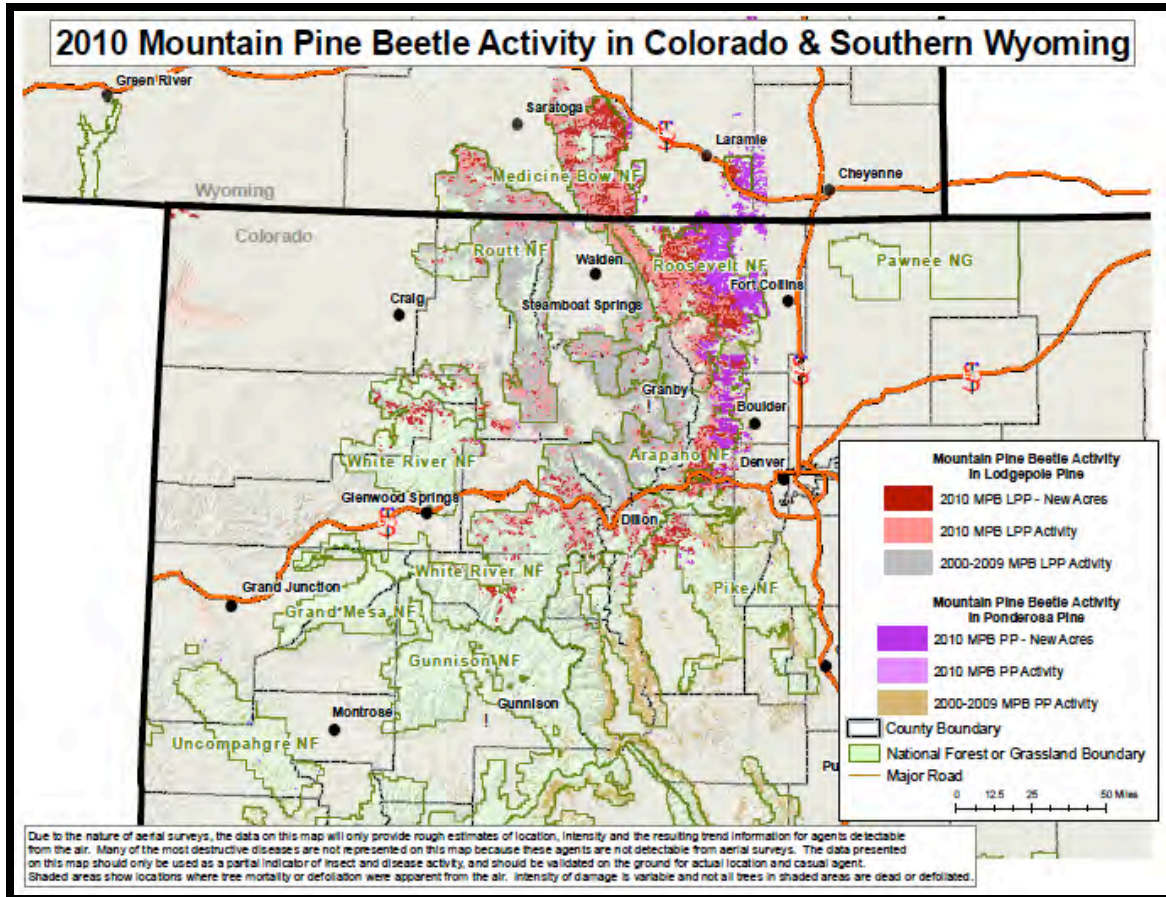 2010 Mountain Pine Beetle Activity in Colorado & Southern Wyoming
Green River
Saratoga
Laramie
Medicine Bow NF
Cheyenne
Wyoming
Colorado
Routt NF
Walden
Roosevelt NF
Pawnee NG
Craig
Steamboat Springs
Fort Collins
Granby
!
Boulder
White River NF
Arapaho NF
Denver
Glenwood Springs
Dillon
White River NF
Pike NF
Grand Junction
Grand Mesa NF
Gunnison NF
Gunnison
!
Montrose
Uncompahgre NF
Pu
Mountain Pine Beetle Activity
in Lodgepole Pine
2010 MPB LPP - New Acres
2010 MPB LPP Activity
2000-2009 MPB LPP Activity
Mountain Pine Beetle Activity
in Ponderosa Pine
2010 MPB PP - New Acres
2010 MPB PP Activity
2000-2009 MPB PP Activity
County Boundary
National Forest or Grassland Boundary
Major Road
0 12.5 25 50 Miles
Due to the nature of aerial surveys, the data on this map will only provide rough estimates of location, intensity and the resulting trend information for agents detectable
from the air. Many of the most destructive diseases are not represented on this map because these agents are not detectable from aerial surveys. The data presented
on this map should only be used as a partial indicator of insect and disease activity, and should be validated on the ground for actual location and casual agent.
Shaded areas show locations where tree mortality or defoliation were apparent from the air. Intensity of damage is variable and not all trees in shaded areas are dead or defoliated.